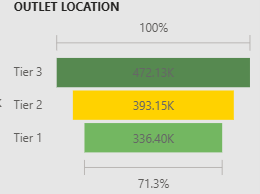 OUTLET LOCATION
100%
Tier 3 472.13K
Tier 2 393.15K
Tier 1 336.40K
71.3%